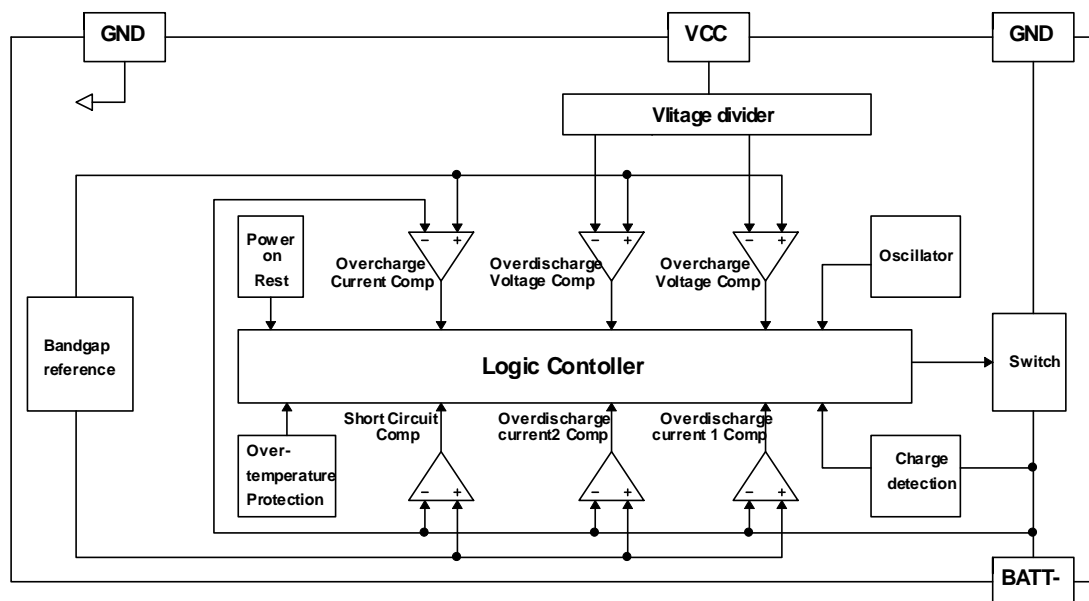 GND
VCC
GND
Vlitage divider
Power
on
Rest
− +
Overcharge
Current Comp
− +
Overdischarge
Voltage Comp
− +
Overcharge
Voltage Comp
Oscillator
Bandgap
reference
Logic Contoller
Switch
Over-
temperature
Protection
Short Circuit
Comp
− +
Overdischarge
current2 Comp
− +
Overdischarge
current 1 Comp
− +
Charge
detection
BATT-